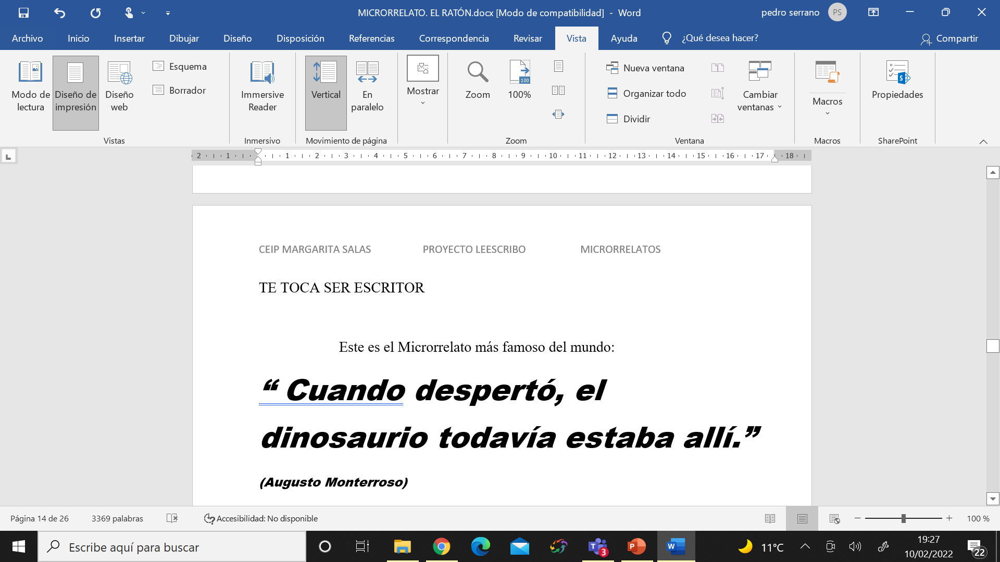 MICRORRELATO. EL RATÓN.docx [Modo de compatibilidad] - Word
pedro serrano PS
Archivo Inicio Insertar Dibujar Diseño Disposición Referencias Correspondencia Revisar Vista Ayuda ¿Qué desea hacer? Compartir
Modo de lectura
Diseño de impresión
Diseño web
Esquema
Borrador
Vistas
Immersive Reader
Inmersivo
Vertical
En paralelo
Movimiento de página
Mostrar
Zoom
100
100%
Zoom
Nueva ventana
Organizar todo
Dividir
Cambiar ventanas
Ventana
Macros
Macros
S
Propiedades
SharePoint
2 1 1 2 3 4 5 6 7 8 9 10 11 12 13 14 15 16 17 18
CEIP MARGARITA SALAS PROYECTO LEESCRIBO MICRORRELATOS
TE TOCA SER ESCRITOR
Este es el Microrrelato más famoso del mundo:
“ Cuando despertó, el
dinosaurio todavía estaba allí.”
(Augusto Monterroso)
Página 14 de 26 3369 palabras Accesibilidad: No disponible 100 %
Escribe aquí para buscar
T 3 P W
11°C
19:27
10/02/2022
22